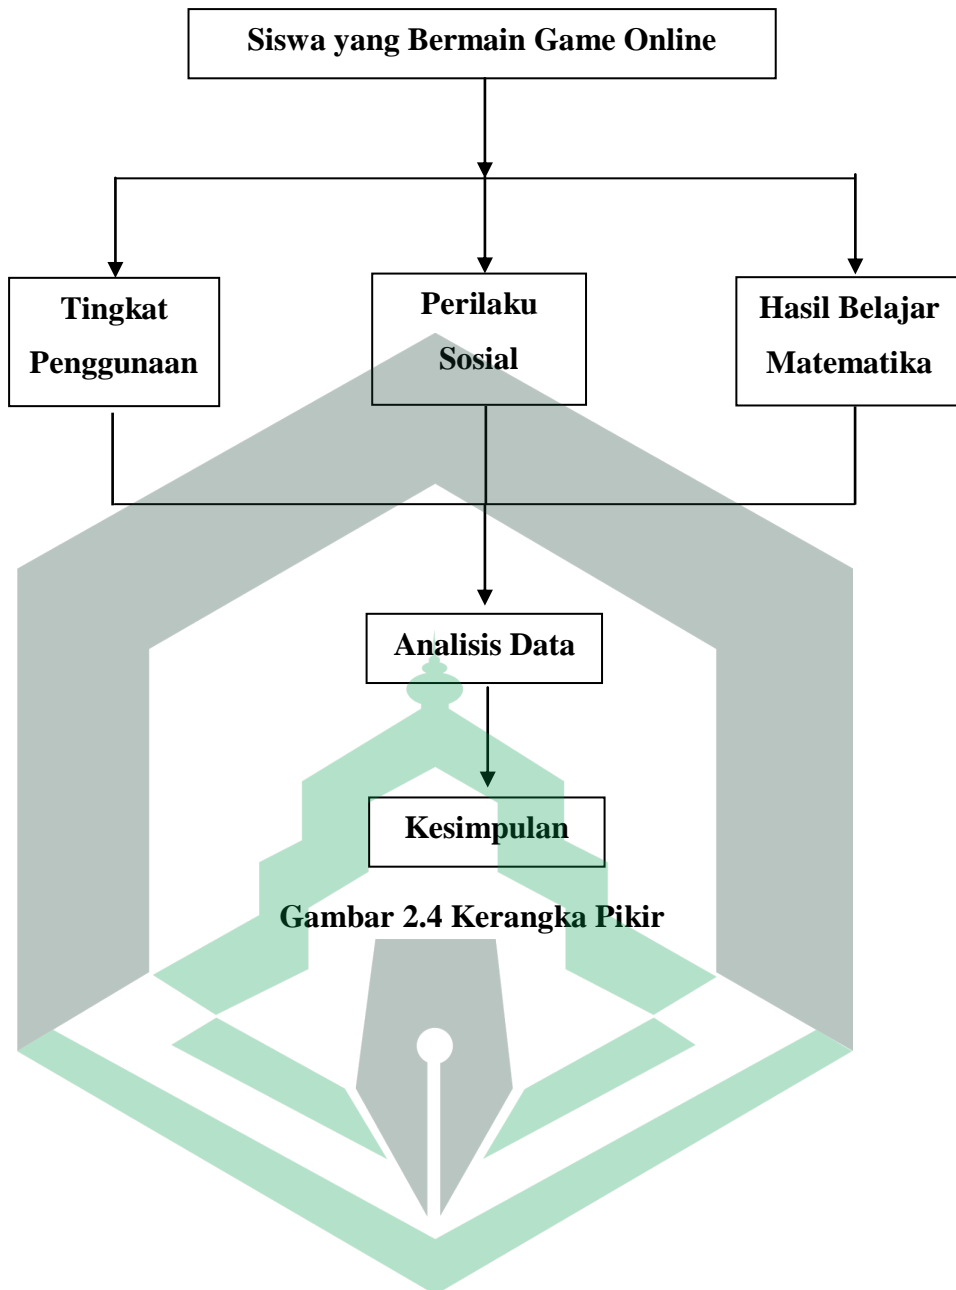 Siswa yang Bermain Game Online
Tingkat
Penggunaan
Perilaku
Sosial
Hasil Belajar
Matematika
Analisis Data
Kesimpulan
Gambar 2.4 Kerangka Pikir